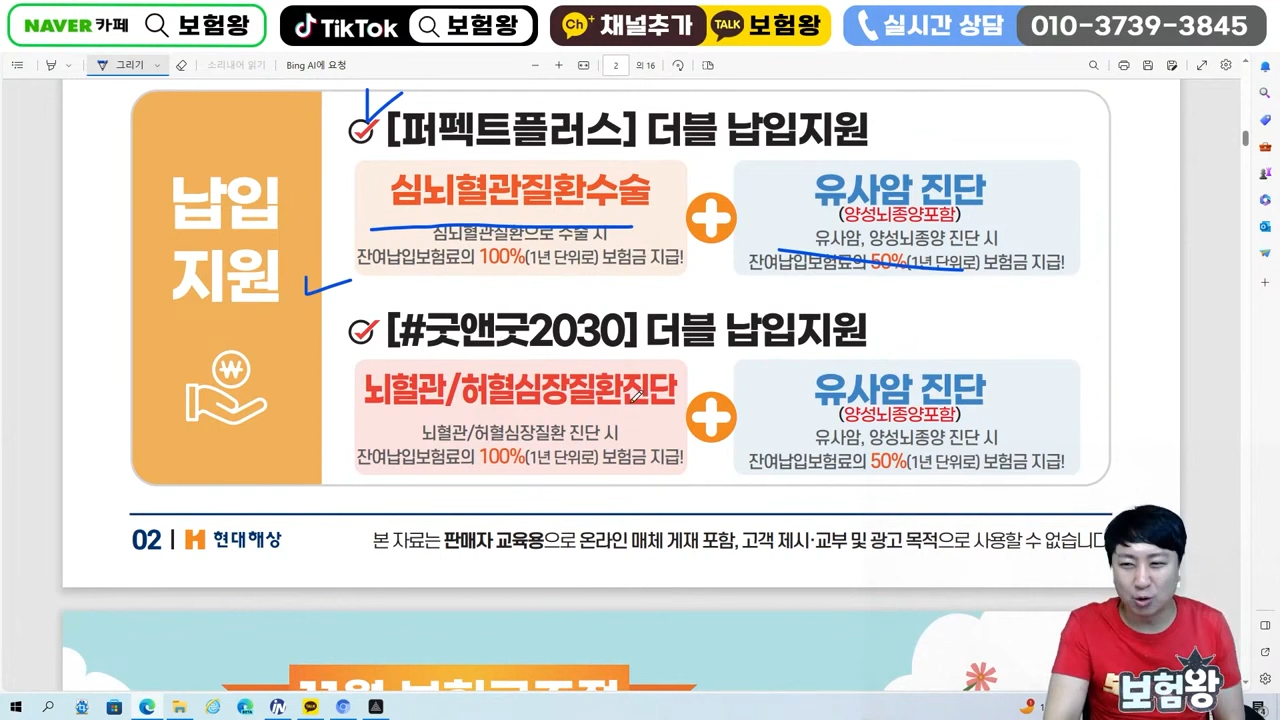 NAVER 카페 보험왕
TikTok 보험왕
Ch+ 채널추가 TALK 보험왕
실시간 상담 010-3739-3845
그리기 소리내어 읽기 Bing AI에 요청 2 의 16
[퍼펙트플러스] 더블 납입지원
납입
지원
심뇌혈관질환수술
심뇌혈관질환으로 수술 시
잔여납입보험료의 100%(1년 단위로) 보험금 지급!
유사암 진단
(양성뇌종양포함)
유사암, 양성뇌종양 진단 시
잔여납입보험료의 50%(1년 단위로) 보험금 지급!
[#굿앤굿2030] 더블 납입지원
뇌혈관/허혈심장질환진단
뇌혈관/허혈심장질환 진단 시
잔여납입보험료의 100%(1년 단위로) 보험금 지급!
유사암 진단
(양성뇌종양포함)
유사암, 양성뇌종양 진단 시
잔여납입보험료의 50%(1년 단위로) 보험금 지급!
02 | 현대해상
본 자료는 판매자 교육용으로 온라인 매체 게재 포함, 고객 제시·교부 및 광고 목적으로 사용할 수 없습니다
보험왕